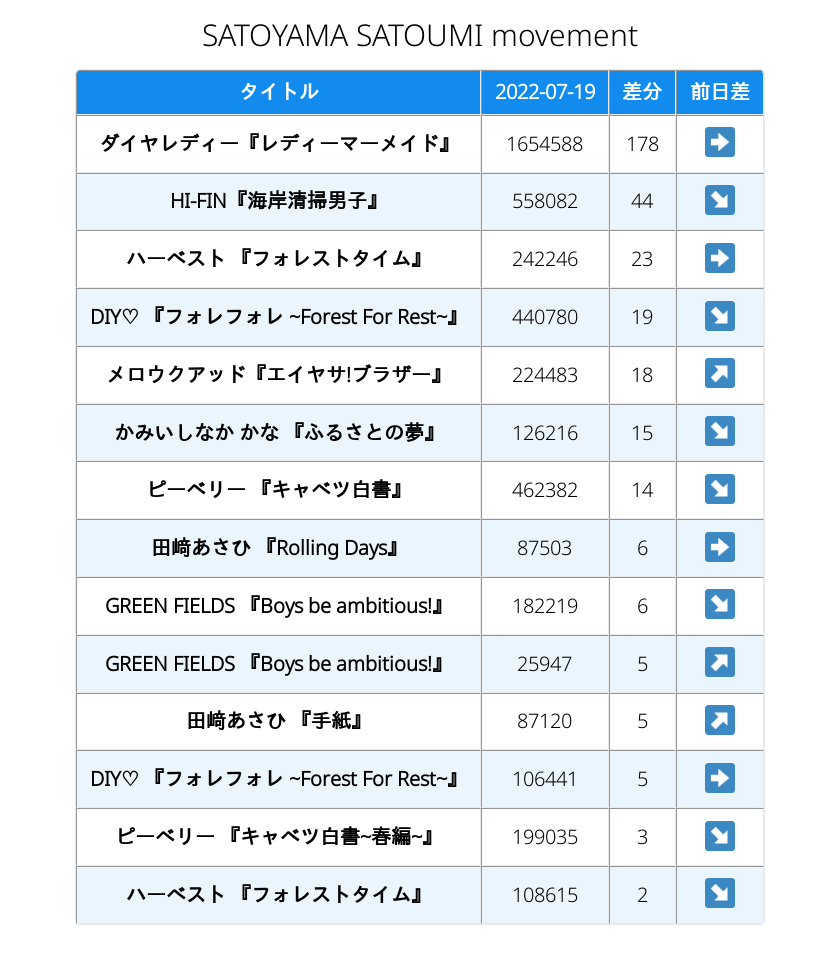 SATOYAMA SATOUMI movement
タイトル 2022-07-19 差分 前日差
ダイヤレディー『レディーマーメイド』 1654588 178 ➡
HI-FIN『海岸清掃男子』 558082 44 ↘
ハーベスト 『フォレストタイム』 242246 23 ➡
DIY♡ 『フォレフォレ ~Forest For Rest~』 440780 19 ↘
メロウクアッド『エイヤサ!ブラザー』 224483 18 ↗
かみいしなか かな 『ふるさとの夢』 126216 15 ↘
ピーベリー 『キャベツ白書』 462382 14 ↘
田﨑あさひ 『Rolling Days』 87503 6 ➡
GREEN FIELDS 『Boys be ambitious!』 182219 6 ↘
GREEN FIELDS 『Boys be ambitious!』 25947 5 ↗
田﨑あさひ 『手紙』 87120 5 ↗
DIY♡ 『フォレフォレ ~Forest For Rest~』 106441 5 ➡
ピーベリー 『キャベツ白書~春編~』 199035 3 ↘
ハーベスト 『フォレストタイム』 108615 2 ↘